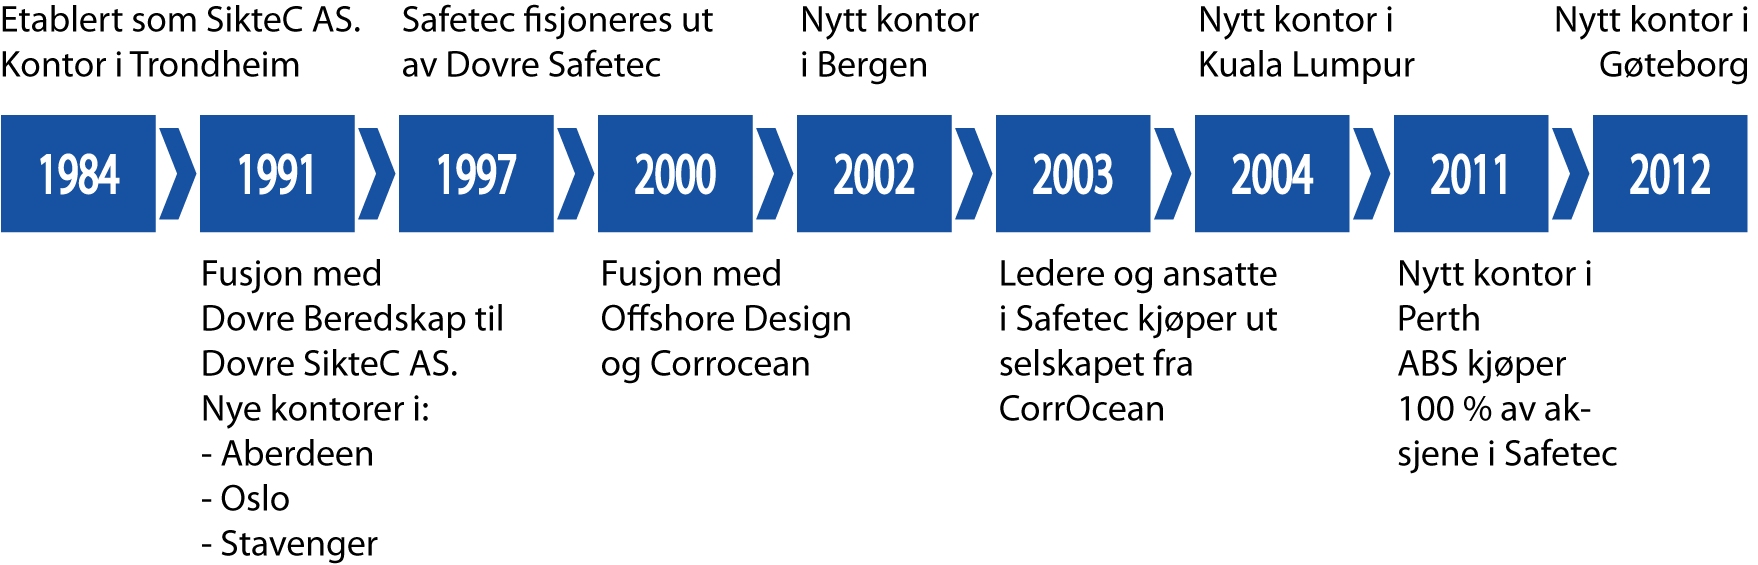 Etablert som SikteC AS.
Kontor i Trondheim
Safetec fisjoneres ut
av Dovre Safetec
Nytt kontor
i Bergen
Nytt kontor i
Kuala Lumpur
Nytt kontor i
Gøteborg
1984
1991
1997
2000
2002
2003
2004
2011
2012
Fusjon med
Dovre Beredskap til
Dovre SikteC AS.
Nye kontorer i:
- Aberdeen
- Oslo
- Stavenger
Fusjon med
Offshore Design
og Corrocean
Ledere og ansatte
i Safetec kjøper ut
selskapet fra
CorrOcean
Nytt kontor i
Perth
ABS kjøper
100 % av ak-
sjene i Safetec